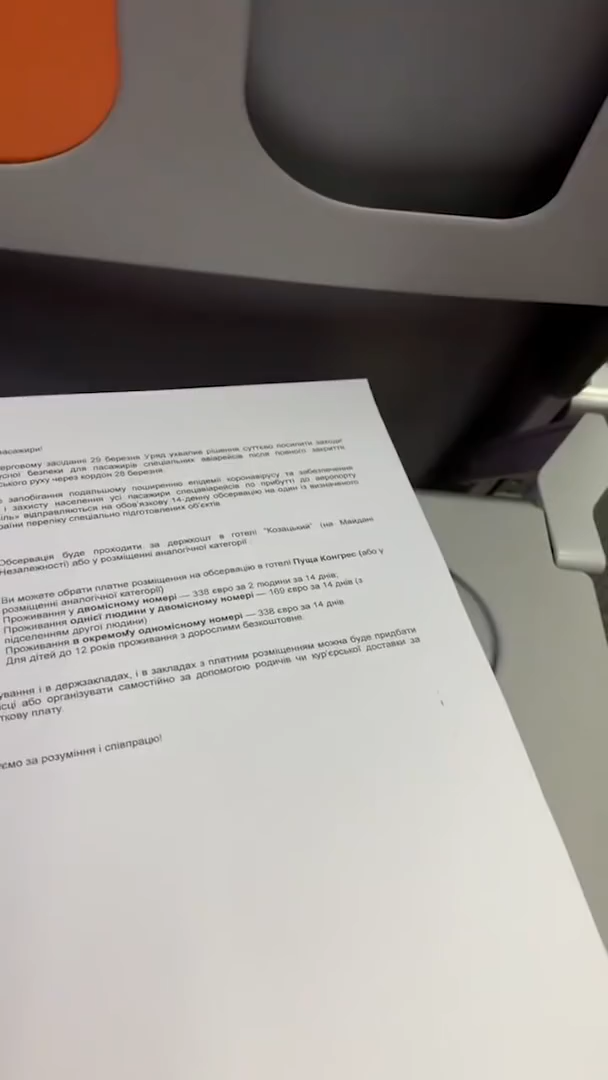 пасажири!
черговому засіданні 29 березня Уряд ухвалив рішення суттєво посилити заходи
безпеки для пасажирів спеціальних авіарейсів після повного закриття
руху через кордон 28 березня.
запобігання подальшому поширенню епідемії коронавірусу та забезпечення
і захисту населення усі пасажири спецавіарейсів по прибутті до аеропорту
відправляються на обов'язкову 14-денну обсервацію на один із визначеного
переліку спеціально підготовлених об'єктів.
Обсервація буде проходити за держкошт в готелі "Козацький" (на Майдані
Незалежності) або у розміщенні аналогічної категорії
Ви можете обрати платне розміщення на обсервацію в готелі Пуща Конгрес (або у
розміщенні аналогічної категорії)
Проживання у двомісному номері — 338 євро за 2 людини за 14 днів,
Проживання однієї людини у двомісному номері — 169 євро за 14 днів (з
підселенням другої людини)
Проживання в окремому одномісному номері — 338 євро за 14 днів
Для дітей до 12 років проживання з дорослими безкоштовне.
і в держзакладах, і в закладах з платним розміщенням можна буде придбати
або організувати самостійно за допомогою родичів чи кур'єрської доставки за
плату.
за розуміння і співпрацю!